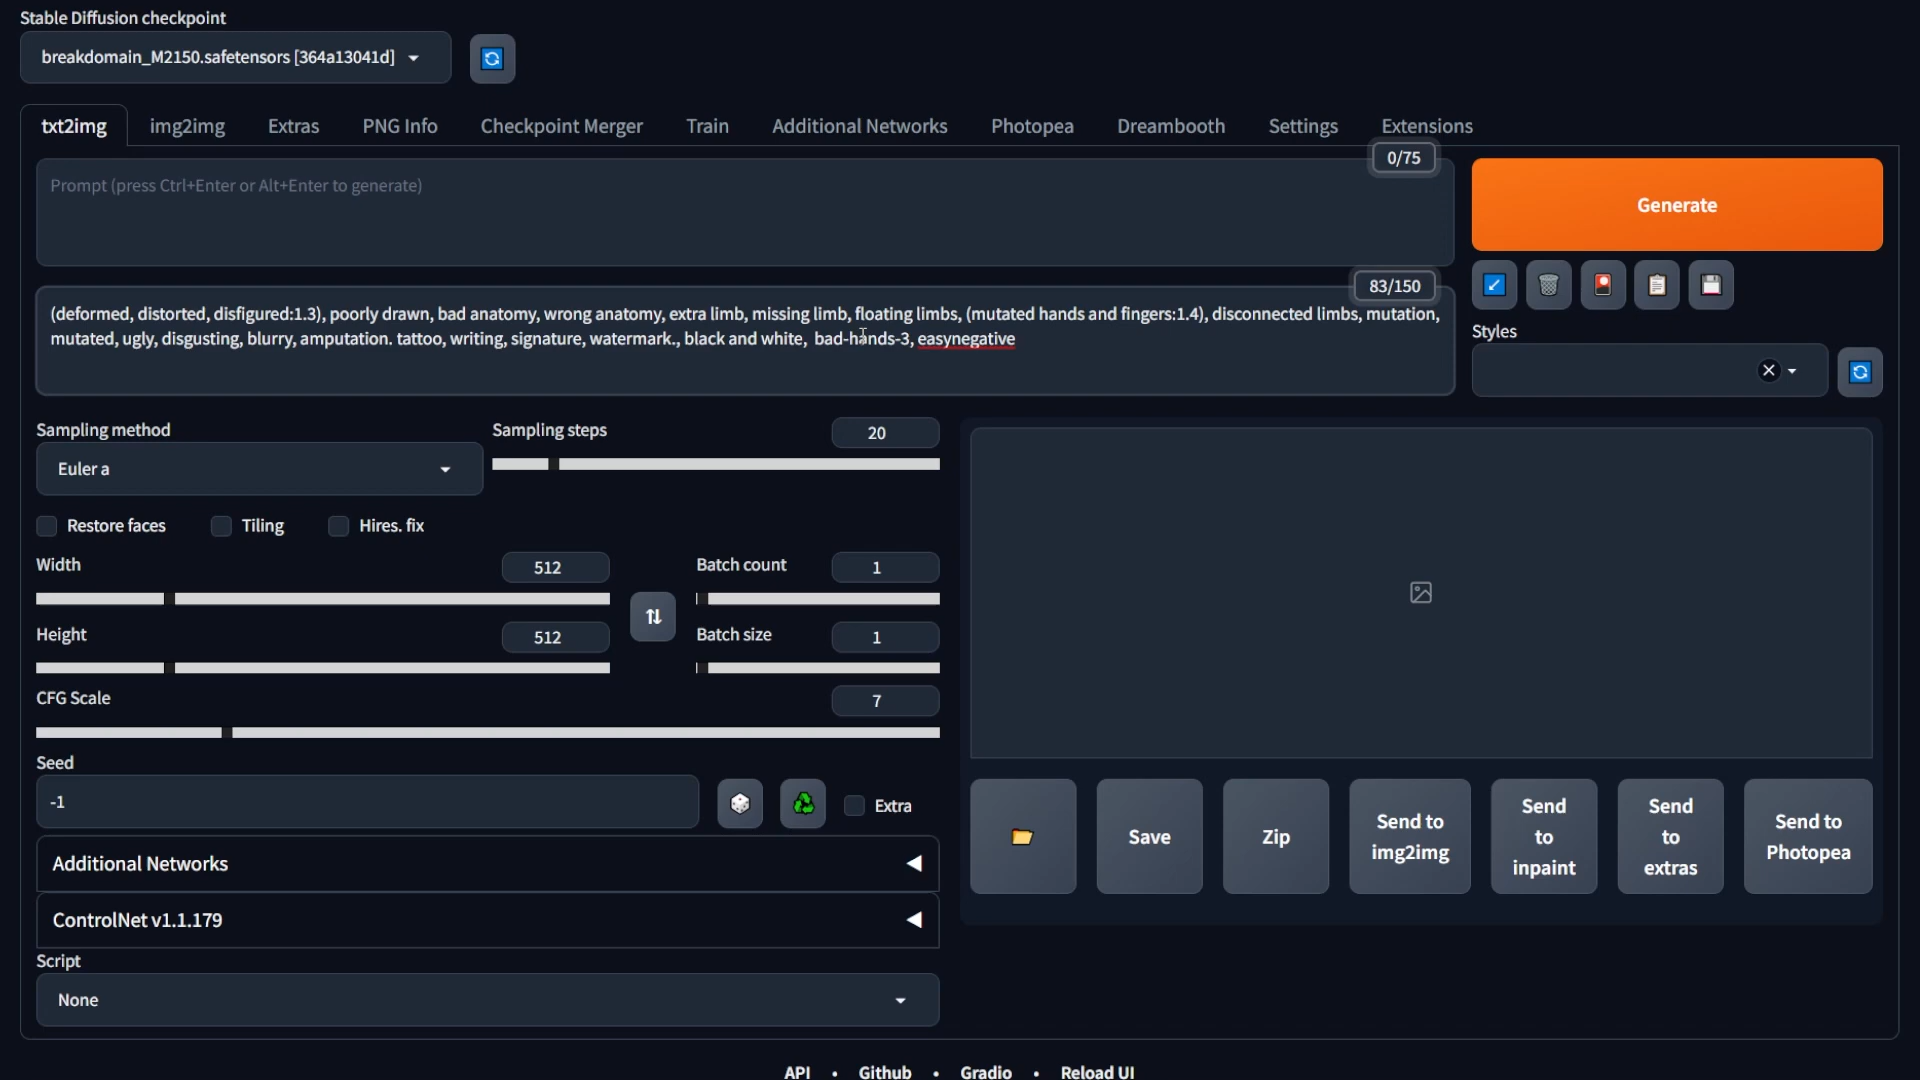 Stable Diffusion checkpoint
breakdomain_M2150.safetensors [364a13041d]
txt2img
img2img
Extras
PNG Info
Checkpoint Merger
Train
Additional Networks
Photopea
Dreambooth
Settings
Extensions
0/75
Prompt (press Ctrl+Enter or Alt+Enter to generate)
Generate
83/150
(deformed, distorted, disfigured:1.3), poorly drawn, bad anatomy, wrong anatomy, extra limb, missing limb, floating limbs, (mutated hands and fingers:1.4), disconnected limbs, mutation,
mutated, ugly, disgusting, blurry, amputation. tattoo, writing, signature, watermark., black and white,  bad-hands-3, easynegative
Styles
Sampling method
Euler a
Sampling steps
20
Restore faces
Tiling
Hires. fix
Width
512
Batch count
1
Height
512
Batch size
1
CFG Scale
7
Seed
-1
Extra
Additional Networks
ControlNet v1.1.179
Script
None
Save
Zip
Send to
img2img
Send
to
inpaint
Send
to
extras
Send to
Photopea
API • Github • Gradio • Reload UI